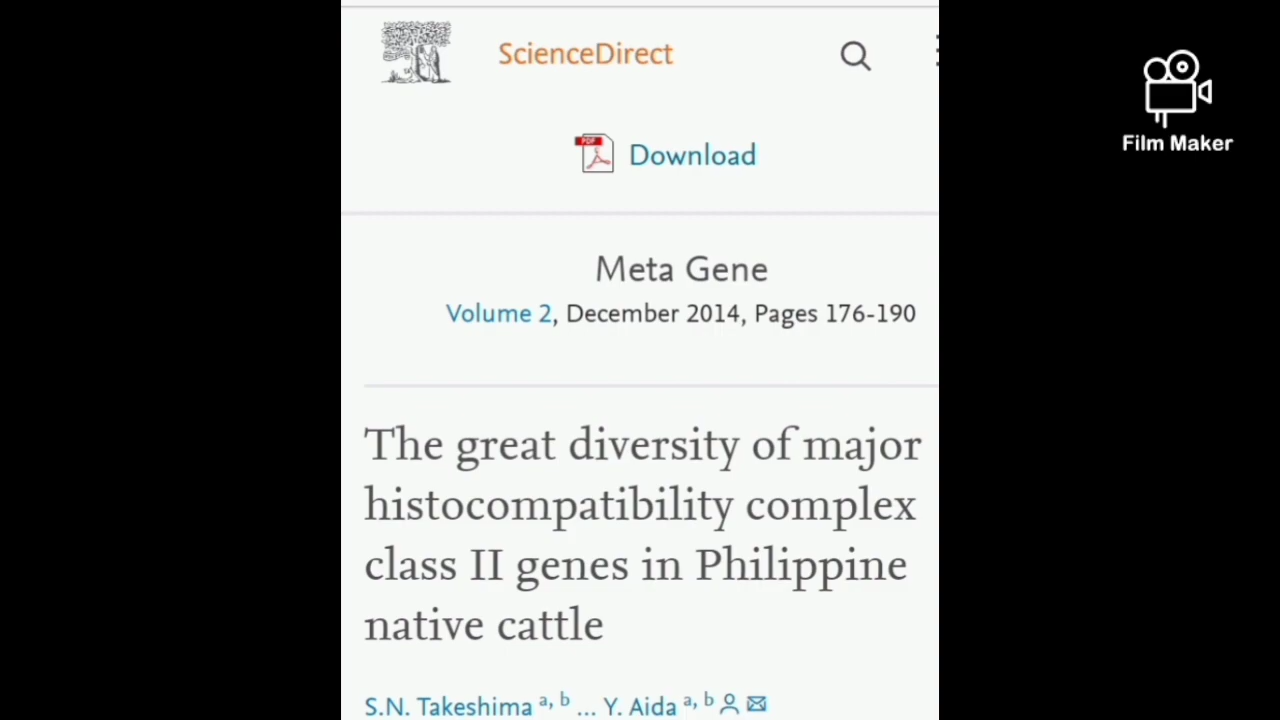 ScienceDirect
Film Maker
PDF
Download
Meta Gene
Volume 2, December 2014, Pages 176-190
The great diversity of major
histocompatibility complex
class II genes in Philippine
native cattle
S.N. Takeshima a, b ... Y. Aida a, b